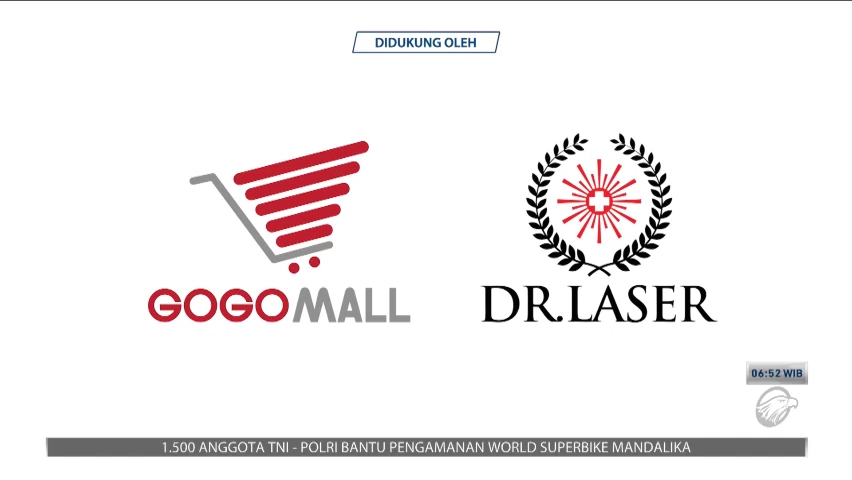 DIDUKUNG OLEH
GOGOMALL
DR.LASER
06:52 WIB
1.500 ANGGOTA TNI - POLRI BANTU PENGAMANAN WORLD SUPERBIKE MANDALIKA